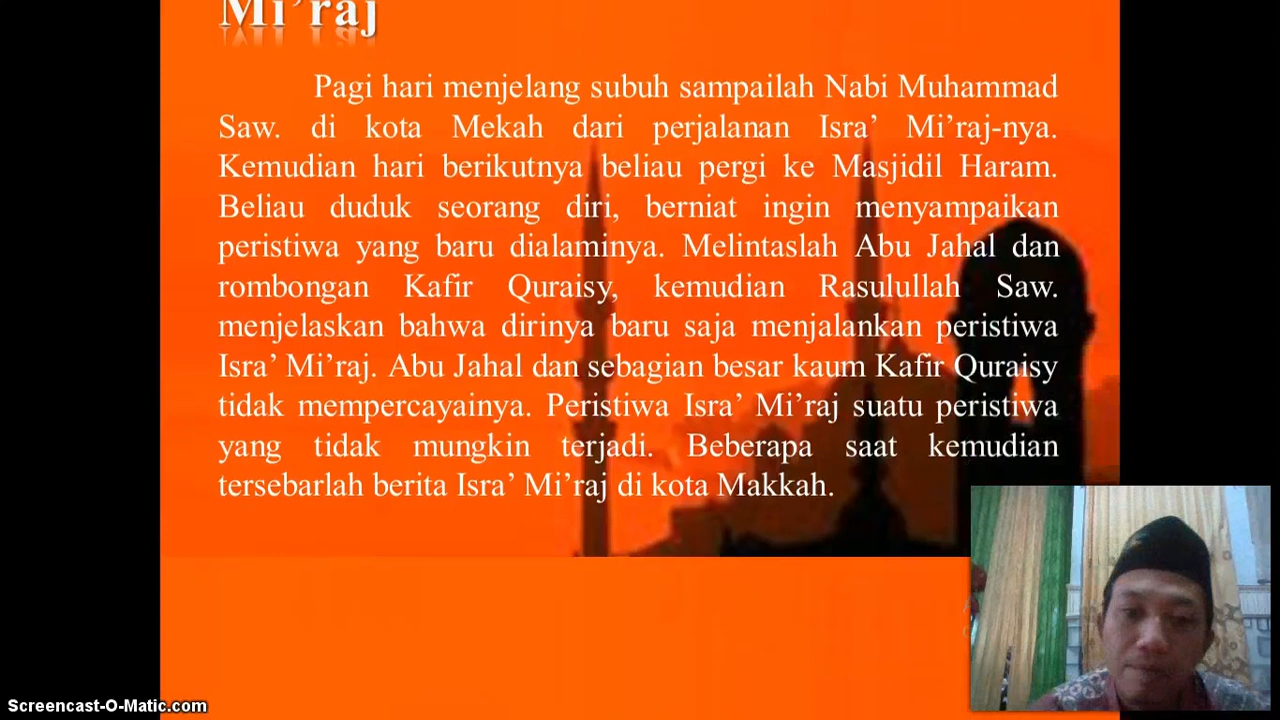 Mi’raj
Pagi hari menjelang subuh sampailah Nabi Muhammad
Saw. di kota Mekah dari perjalanan Isra’ Mi’raj-nya.
Kemudian hari berikutnya beliau pergi ke Masjidil Haram.
Beliau duduk seorang diri, berniat ingin menyampaikan
peristiwa yang baru dialaminya. Melintaslah Abu Jahal dan
rombongan Kafir Quraisy, kemudian Rasulullah Saw.
menjelaskan bahwa dirinya baru saja menjalankan peristiwa
Isra’ Mi’raj. Abu Jahal dan sebagian besar kaum Kafir Quraisy
tidak mempercayainya. Peristiwa Isra’ Mi’raj suatu peristiwa
yang tidak mungkin terjadi. Beberapa saat kemudian
tersebarlah berita Isra’ Mi’raj di kota Makkah.
Screencast-O-Matic.com